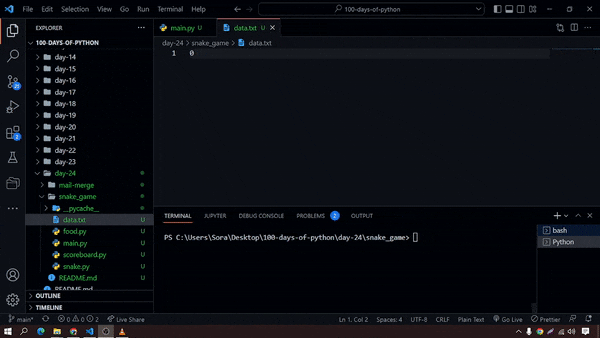 File Edit Selection View Go Run Terminal Help
100-days-of-python
EXPLORER
main.py U
data.txt U
100-DAYS-OF-PYTHON
day-24 > snake_game > data.txt
1 0
day-14
day-15
day-16
day-17
day-18
day-19
day-20
day-21
day-22
day-23
day-24
mail-merge
snake_game
__pycache__
data.txt U
food.py U
main.py U
scoreboard.py U
snake.py U
README.md U
README.md
OUTLINE
TIMELINE
TERMINAL JUPYTER DEBUG CONSOLE PROBLEMS 2 OUTPUT
PS C:\Users\Sora\Desktop\100-days-of-python\day-24\snake_game>
bash
Python
main* 0 0 2 Live Share
Ln 1, Col 2 Spaces: 4 UTF-8 CRLF Plain Text Go Live Prettier